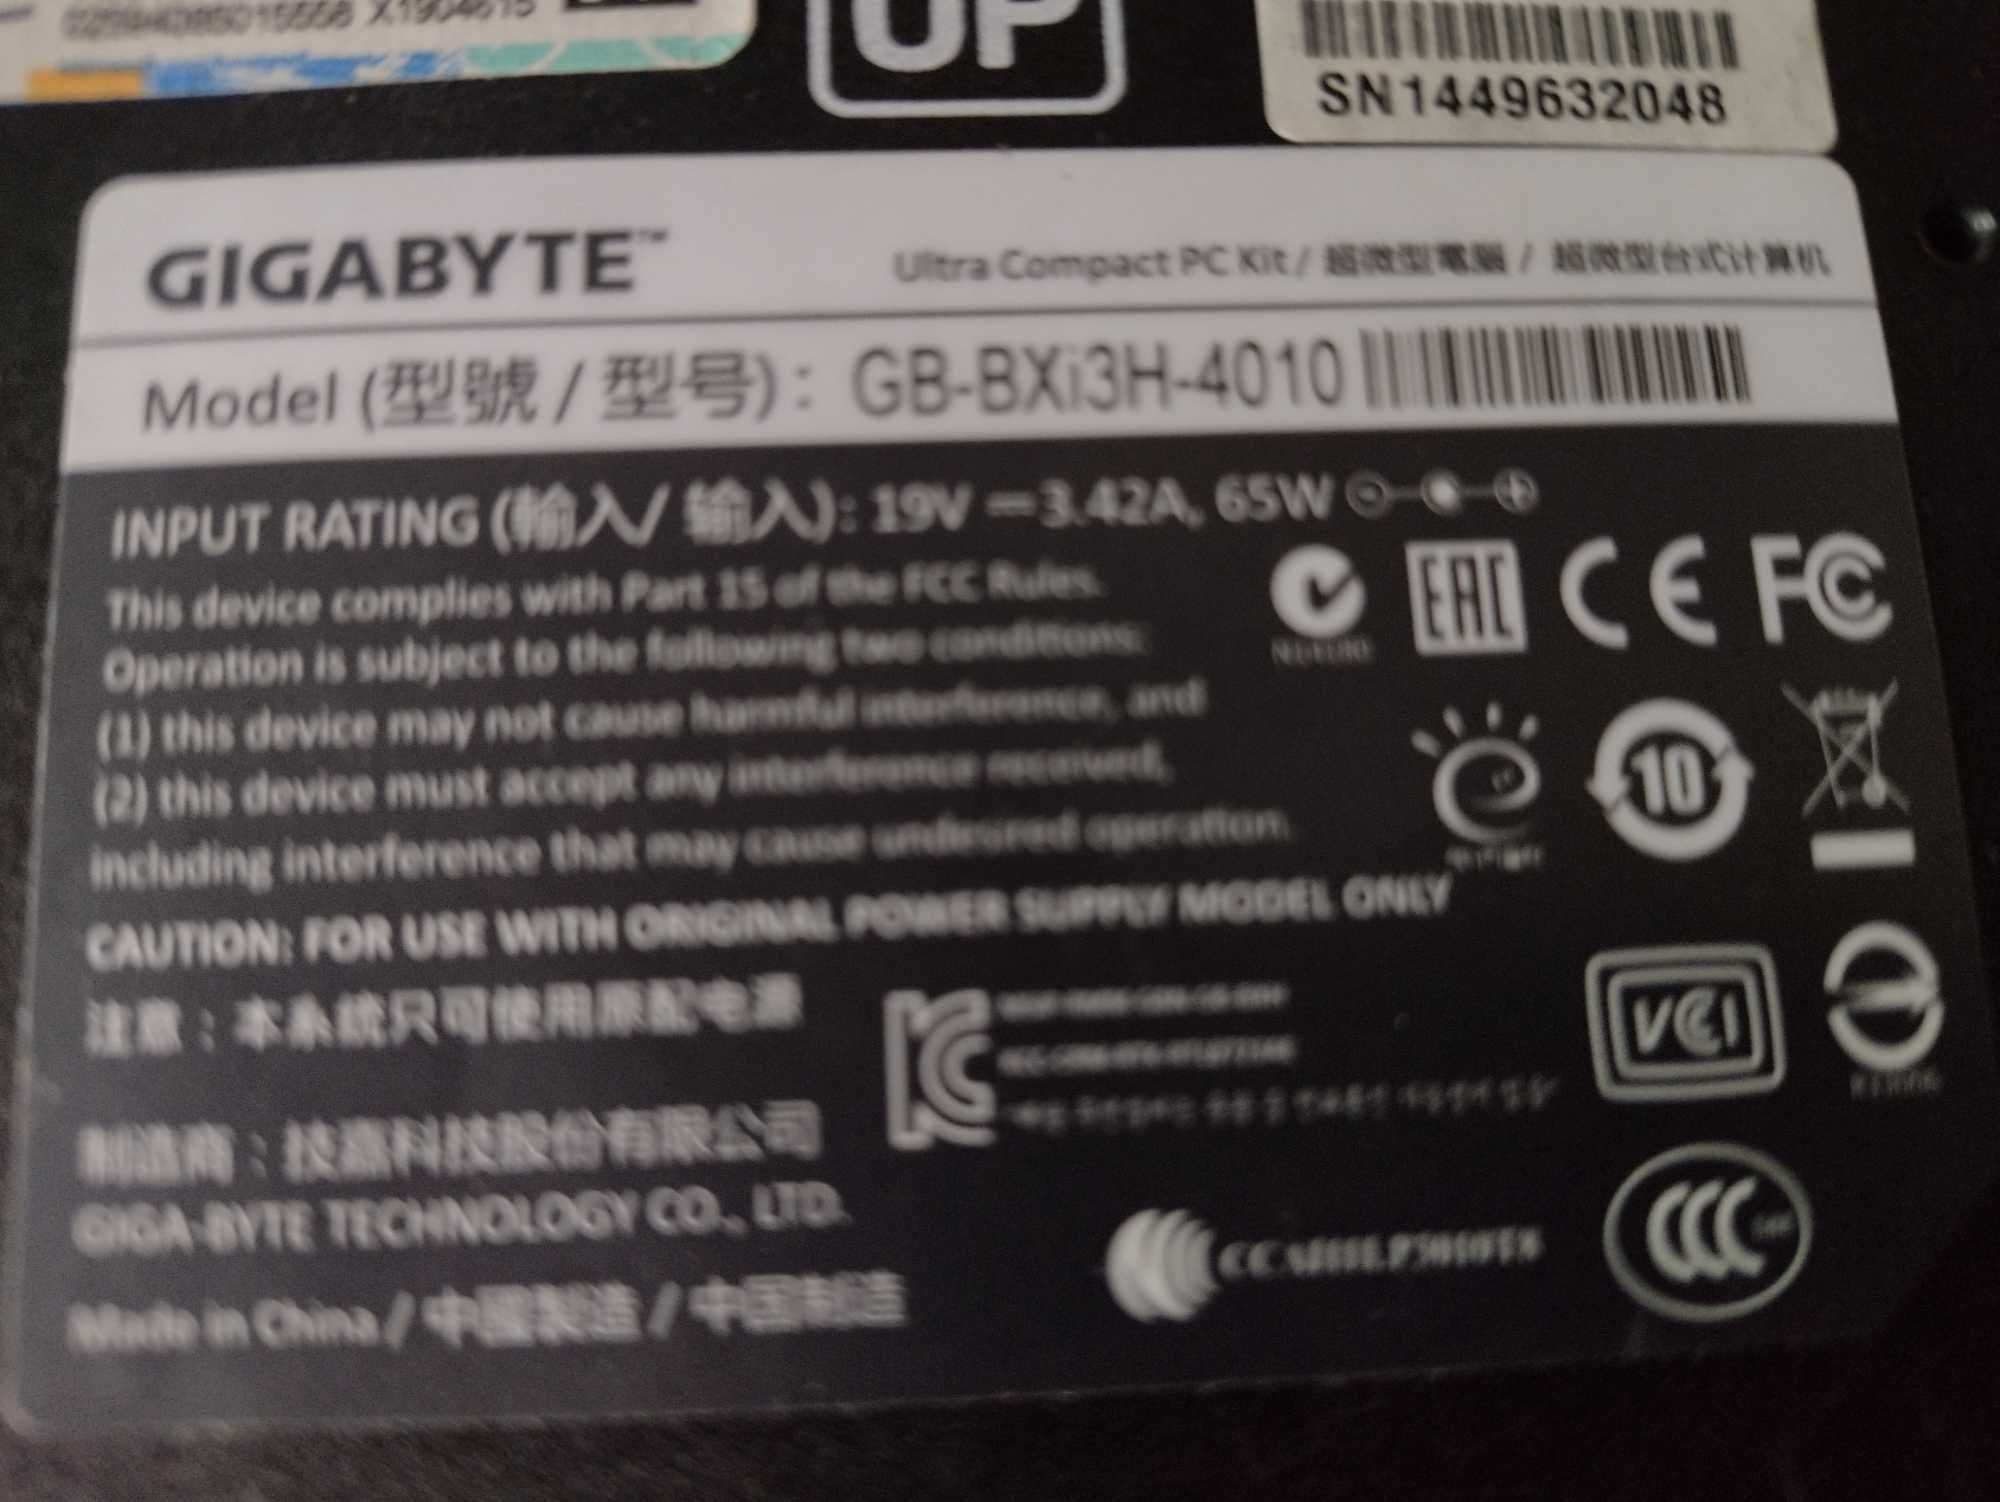 X1904615
UP
SN1449632048
GIGABYTE™
Ultra Compact PC Kit / 超微型電腦 / 超微型台式计算机
Model (型號 / 型号) : GB-BXi3H-4010
INPUT RATING (輸入/ 输入): 19V ⎓ 3.42A, 65W
This device complies with Part 15 of the FCC Rules.
Operation is subject to the following two conditions:
(1) this device may not cause harmful interference, and
(2) this device must accept any interference received,
including interference that may cause undesired operation.
EAC
CE
FC
10
CAUTION: FOR USE WITH ORIGINAL POWER SUPPLY MODEL ONLY
注意：本系统只可使用原配电源
VCCI
制造商：技嘉科技股份有限公司
GIGA-BYTE TECHNOLOGY CO., LTD.
CCC
Made in China / 中國製造 / 中国制造